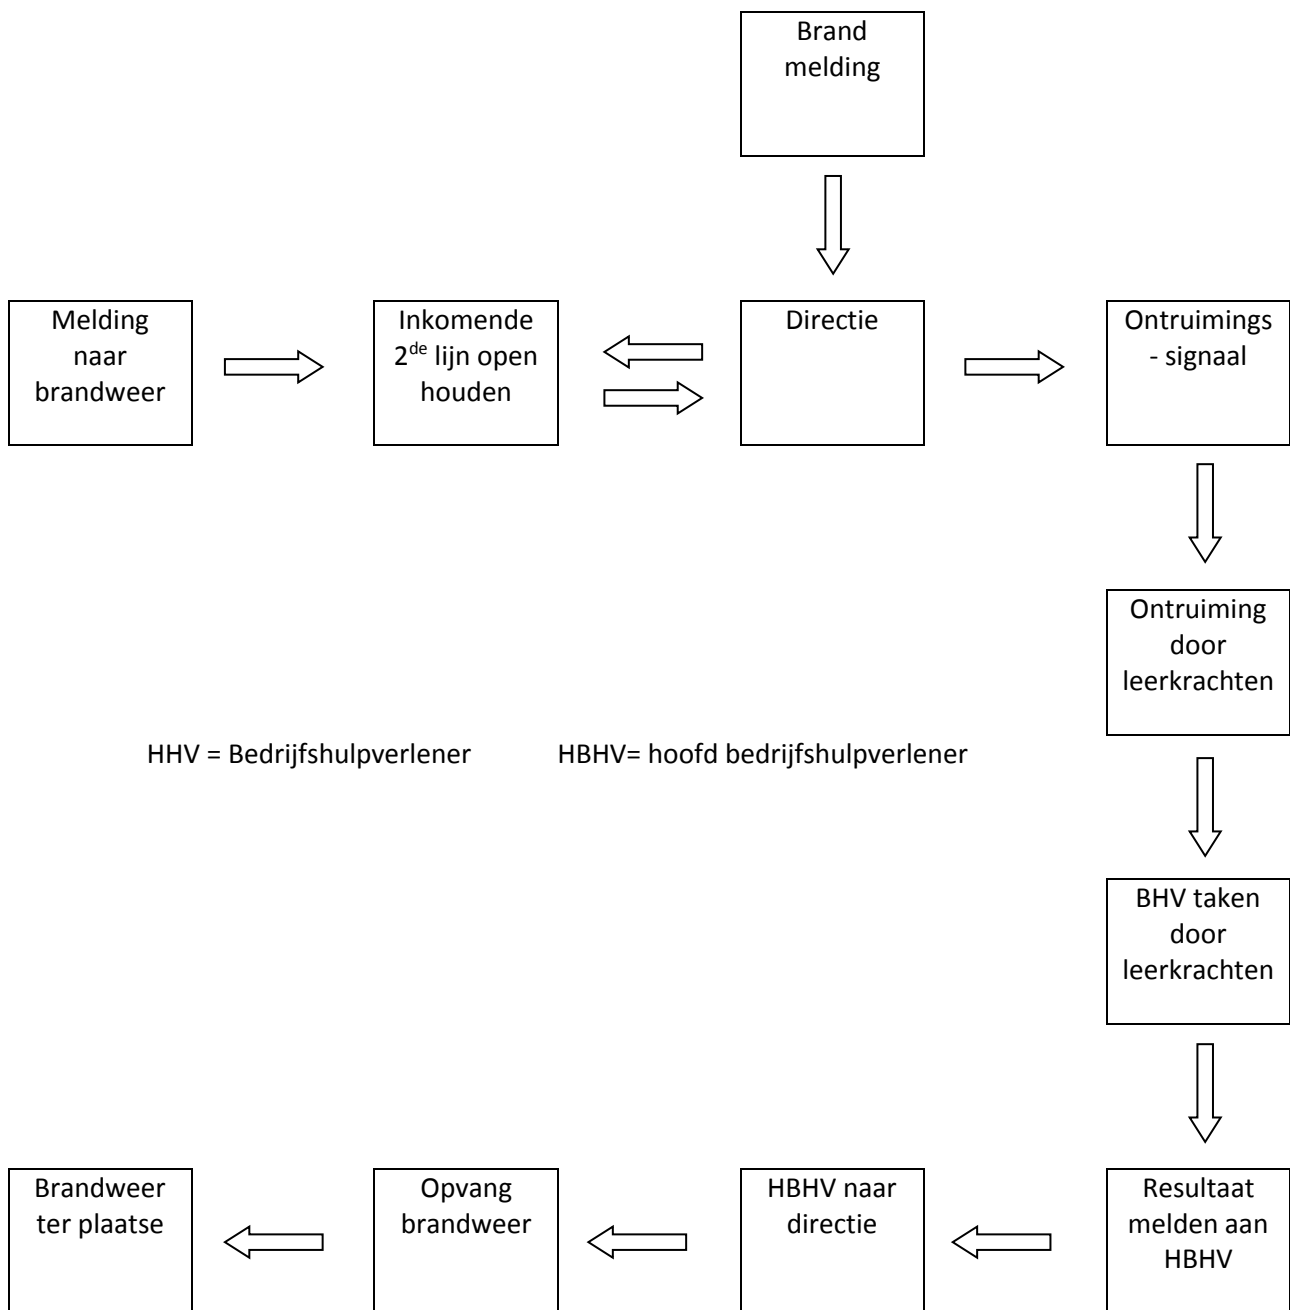 Brand
melding
Melding
naar
brandweer
Inkomende
2de lijn open
houden
Directie
Ontruimings
- signaal
Ontruiming
door
leerkrachten
HHV = Bedrijfshulpverlener
HBHV= hoofd bedrijfshulpverlener
BHV taken
door
leerkrachten
Brandweer
ter plaatse
Opvang
brandweer
HBHV naar
directie
Resultaat
melden aan
HBHV